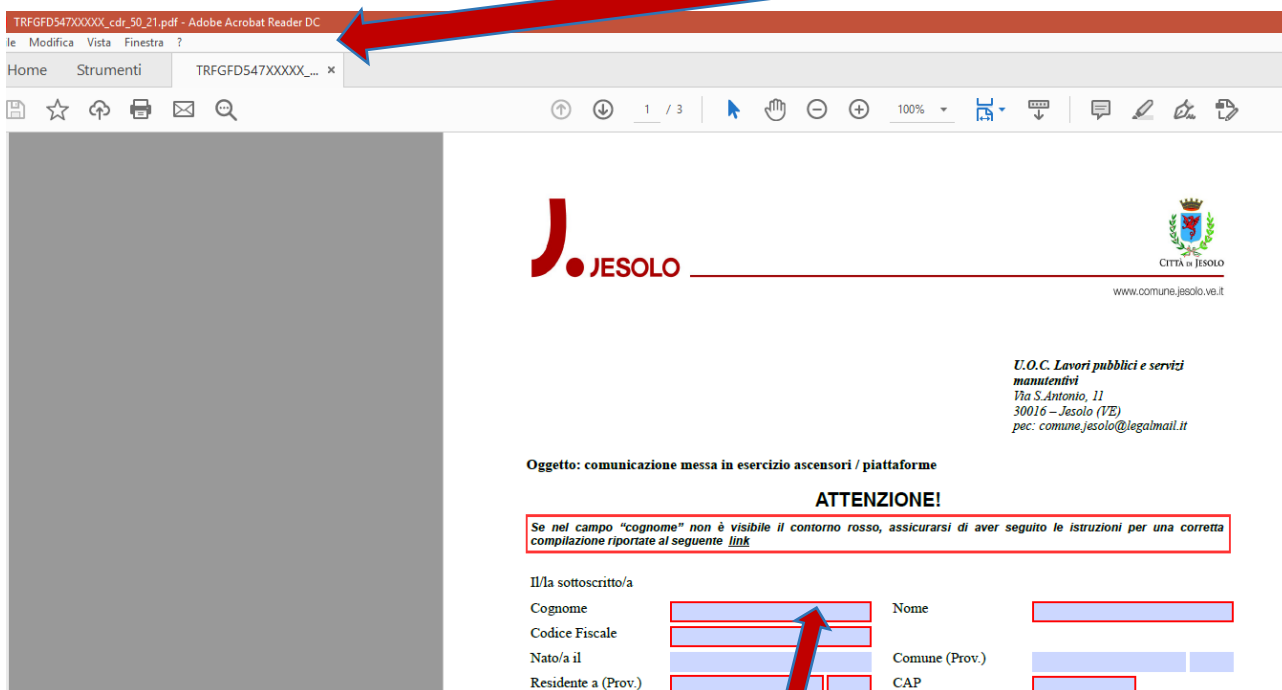 TRFGFD547XXXXX_cdr_50_21.pdf - Adobe Acrobat Reader DC
le Modifica Vista Finestra ?
Home Strumenti TRFGFD547XXXXX_... ×
1 / 3 100%
J. JESOLO
CITTÀ DI JESOLO
www.comune.jesolo.ve.it
U.O.C. Lavori pubblici e servizi
manutentivi
Via S.Antonio, 11
30016 – Jesolo (VE)
pec: comune.jesolo@legalmail.it
Oggetto: comunicazione messa in esercizio ascensori / piattaforme
ATTENZIONE!
Se nel campo “cognome” non è visibile il contorno rosso, assicurarsi di aver seguito le istruzioni per una corretta
compilazione riportate al seguente link
Il/la sottoscritto/a
Cognome Nome
Codice Fiscale
Nato/a il Comune (Prov.)
Residente a (Prov.) CAP